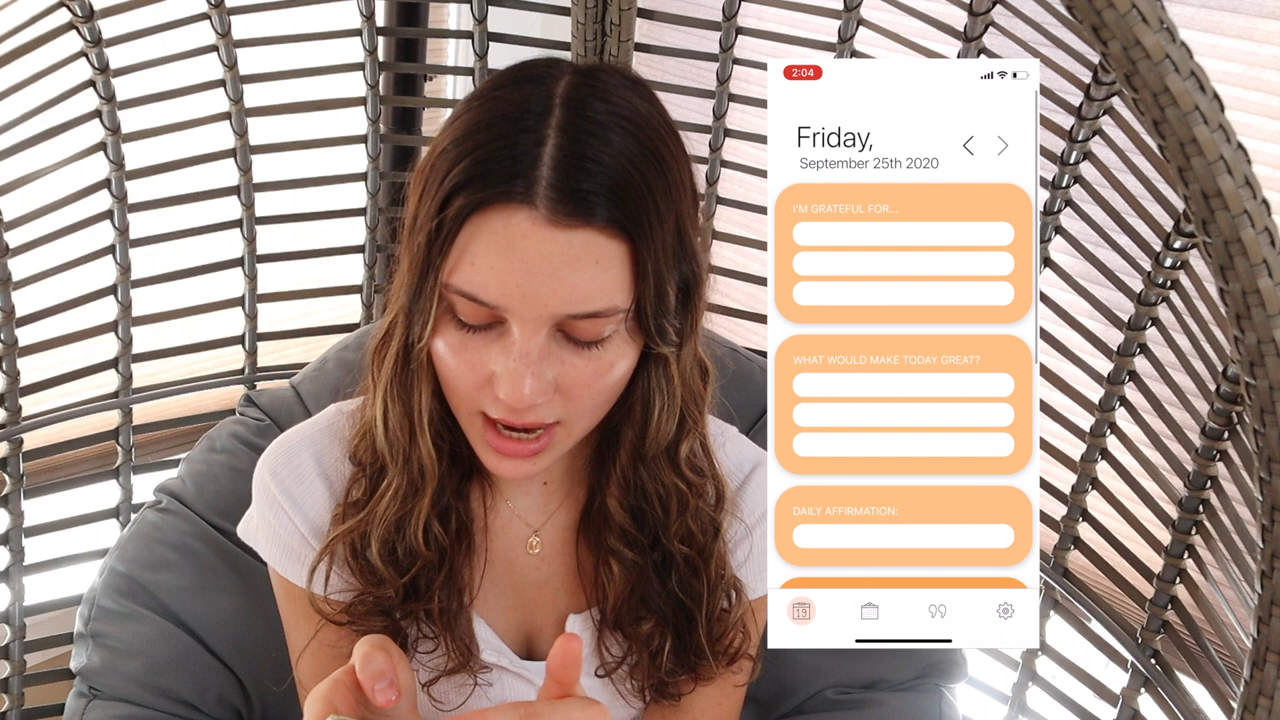 2:04
Friday,
September 25th 2020
I'M GRATEFUL FOR...
WHAT WOULD MAKE TODAY GREAT?
DAILY AFFIRMATION:
19